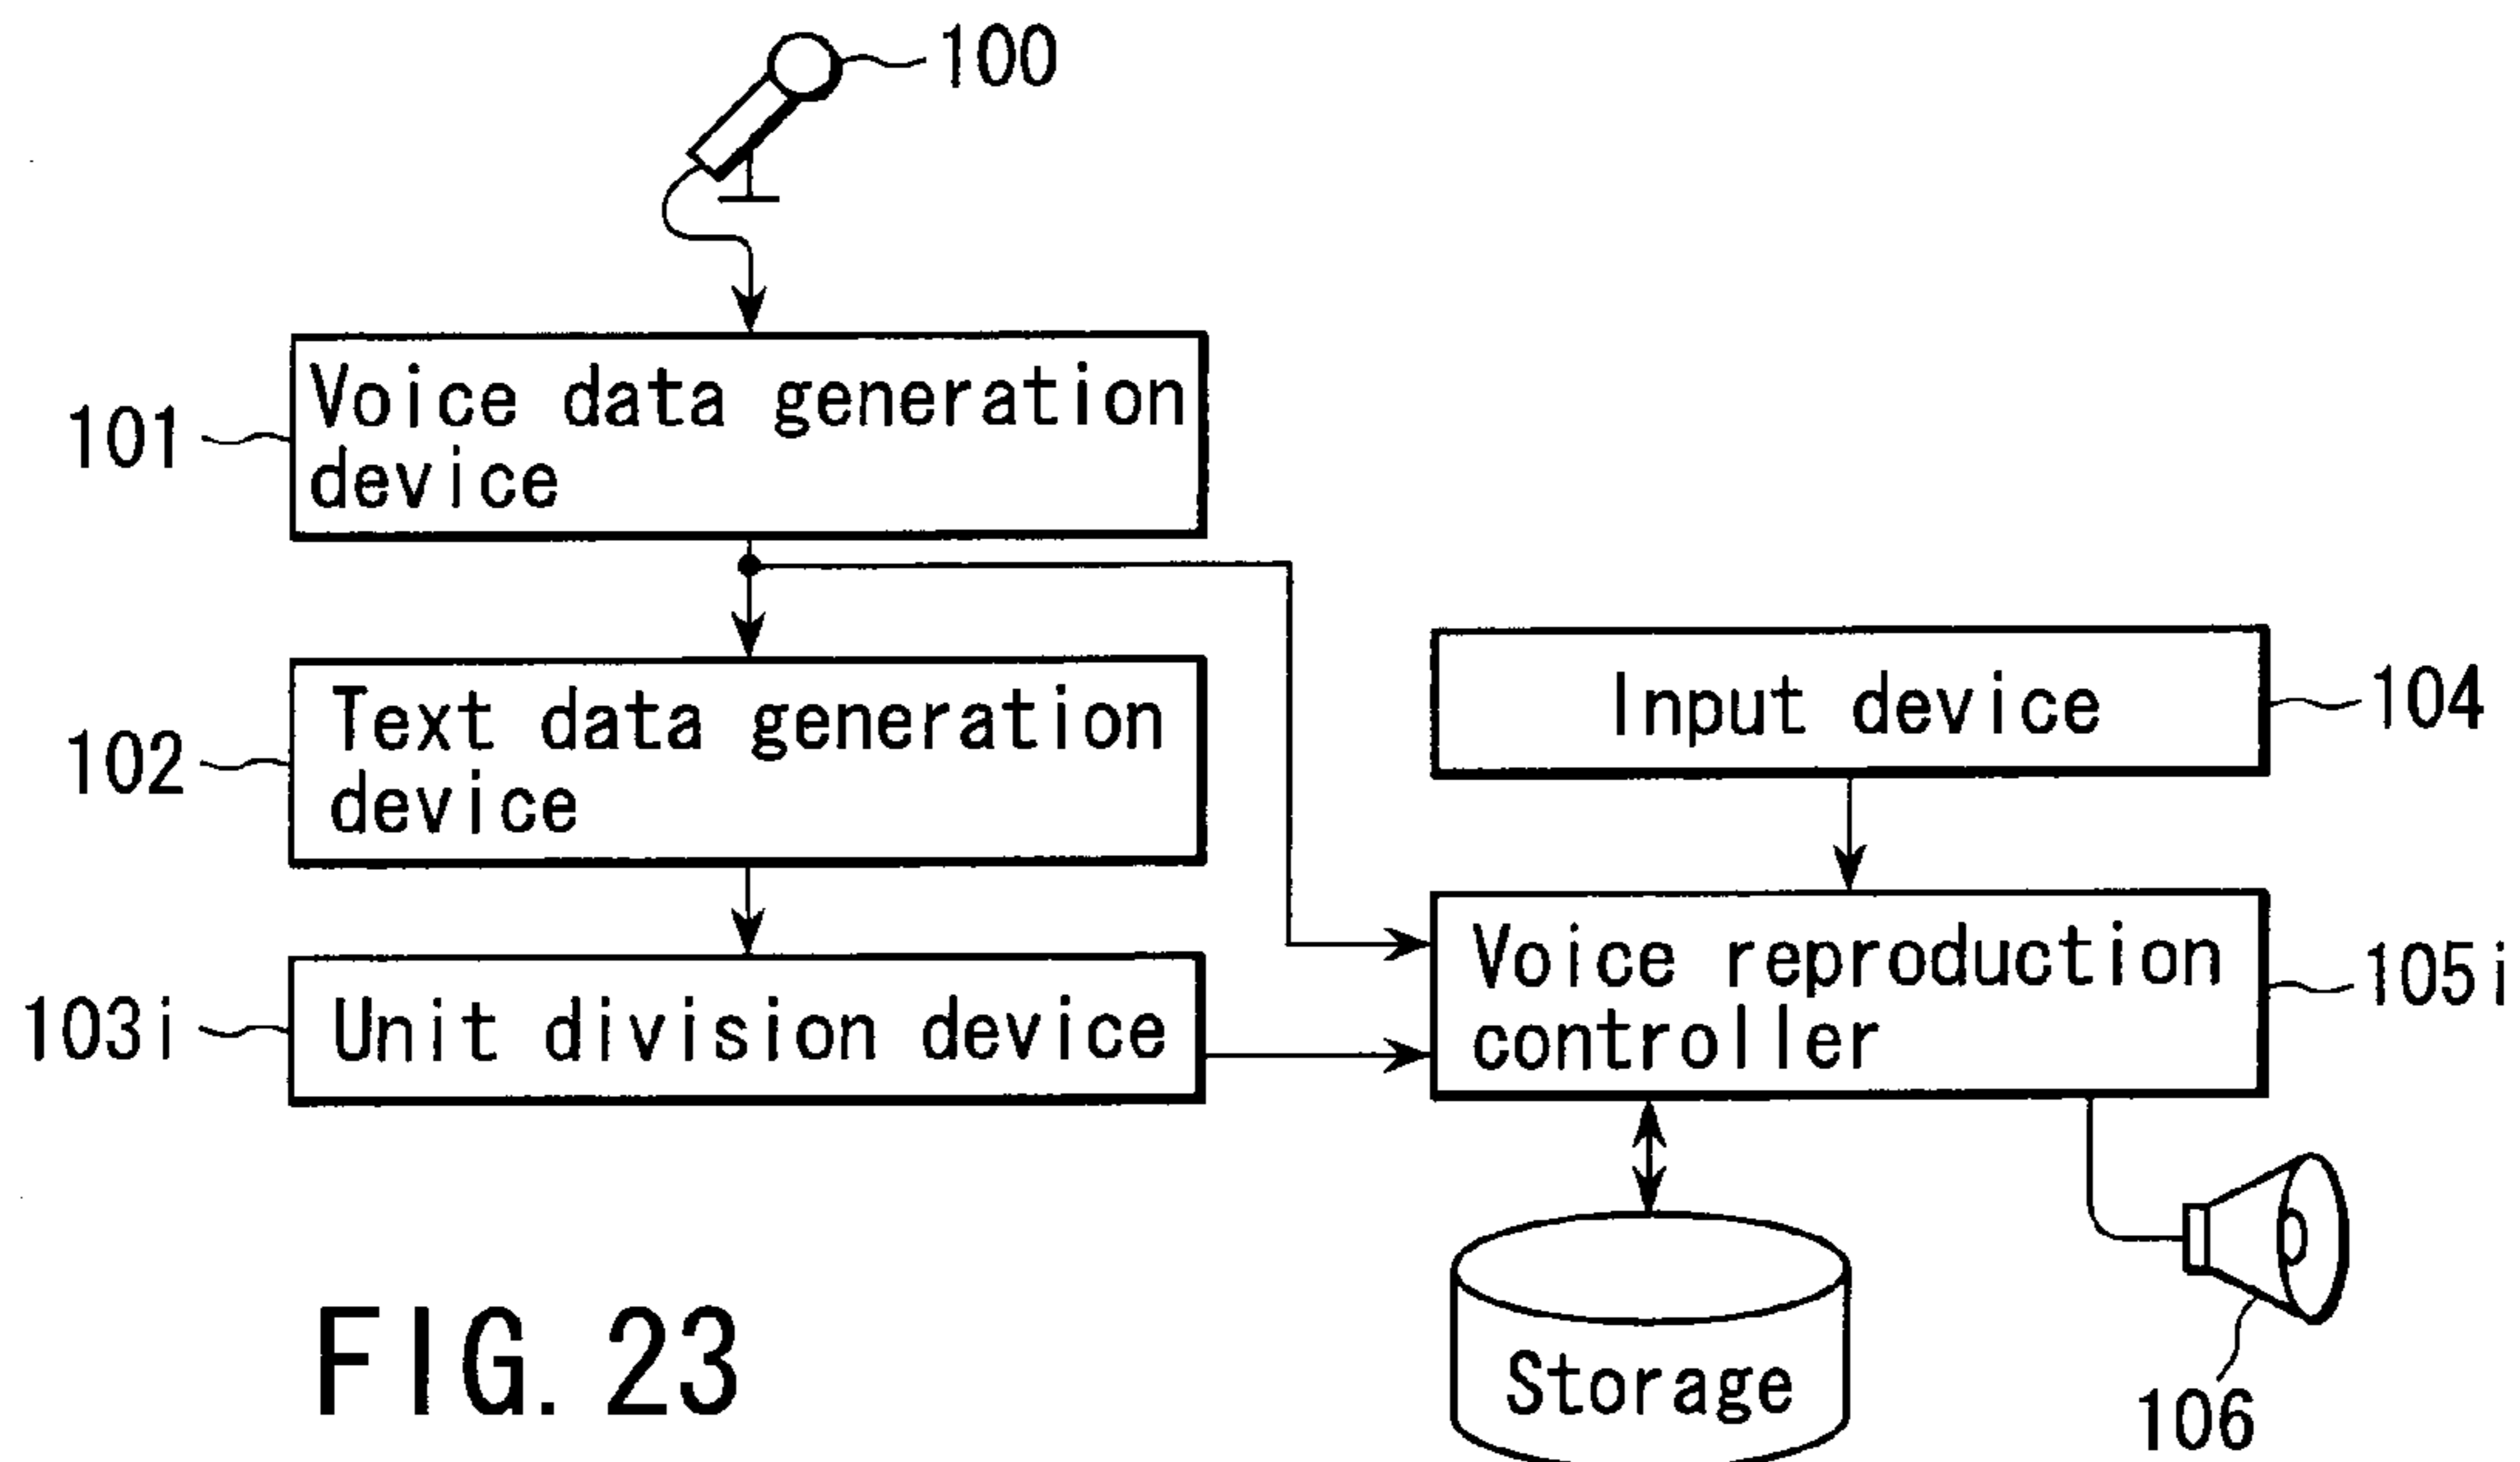 100
Voice data generation
device
101
Text data generation
device
102
Input device
104
Unit division device
103i
Voice reproduction
controller
105i
Storage
106
FIG. 23